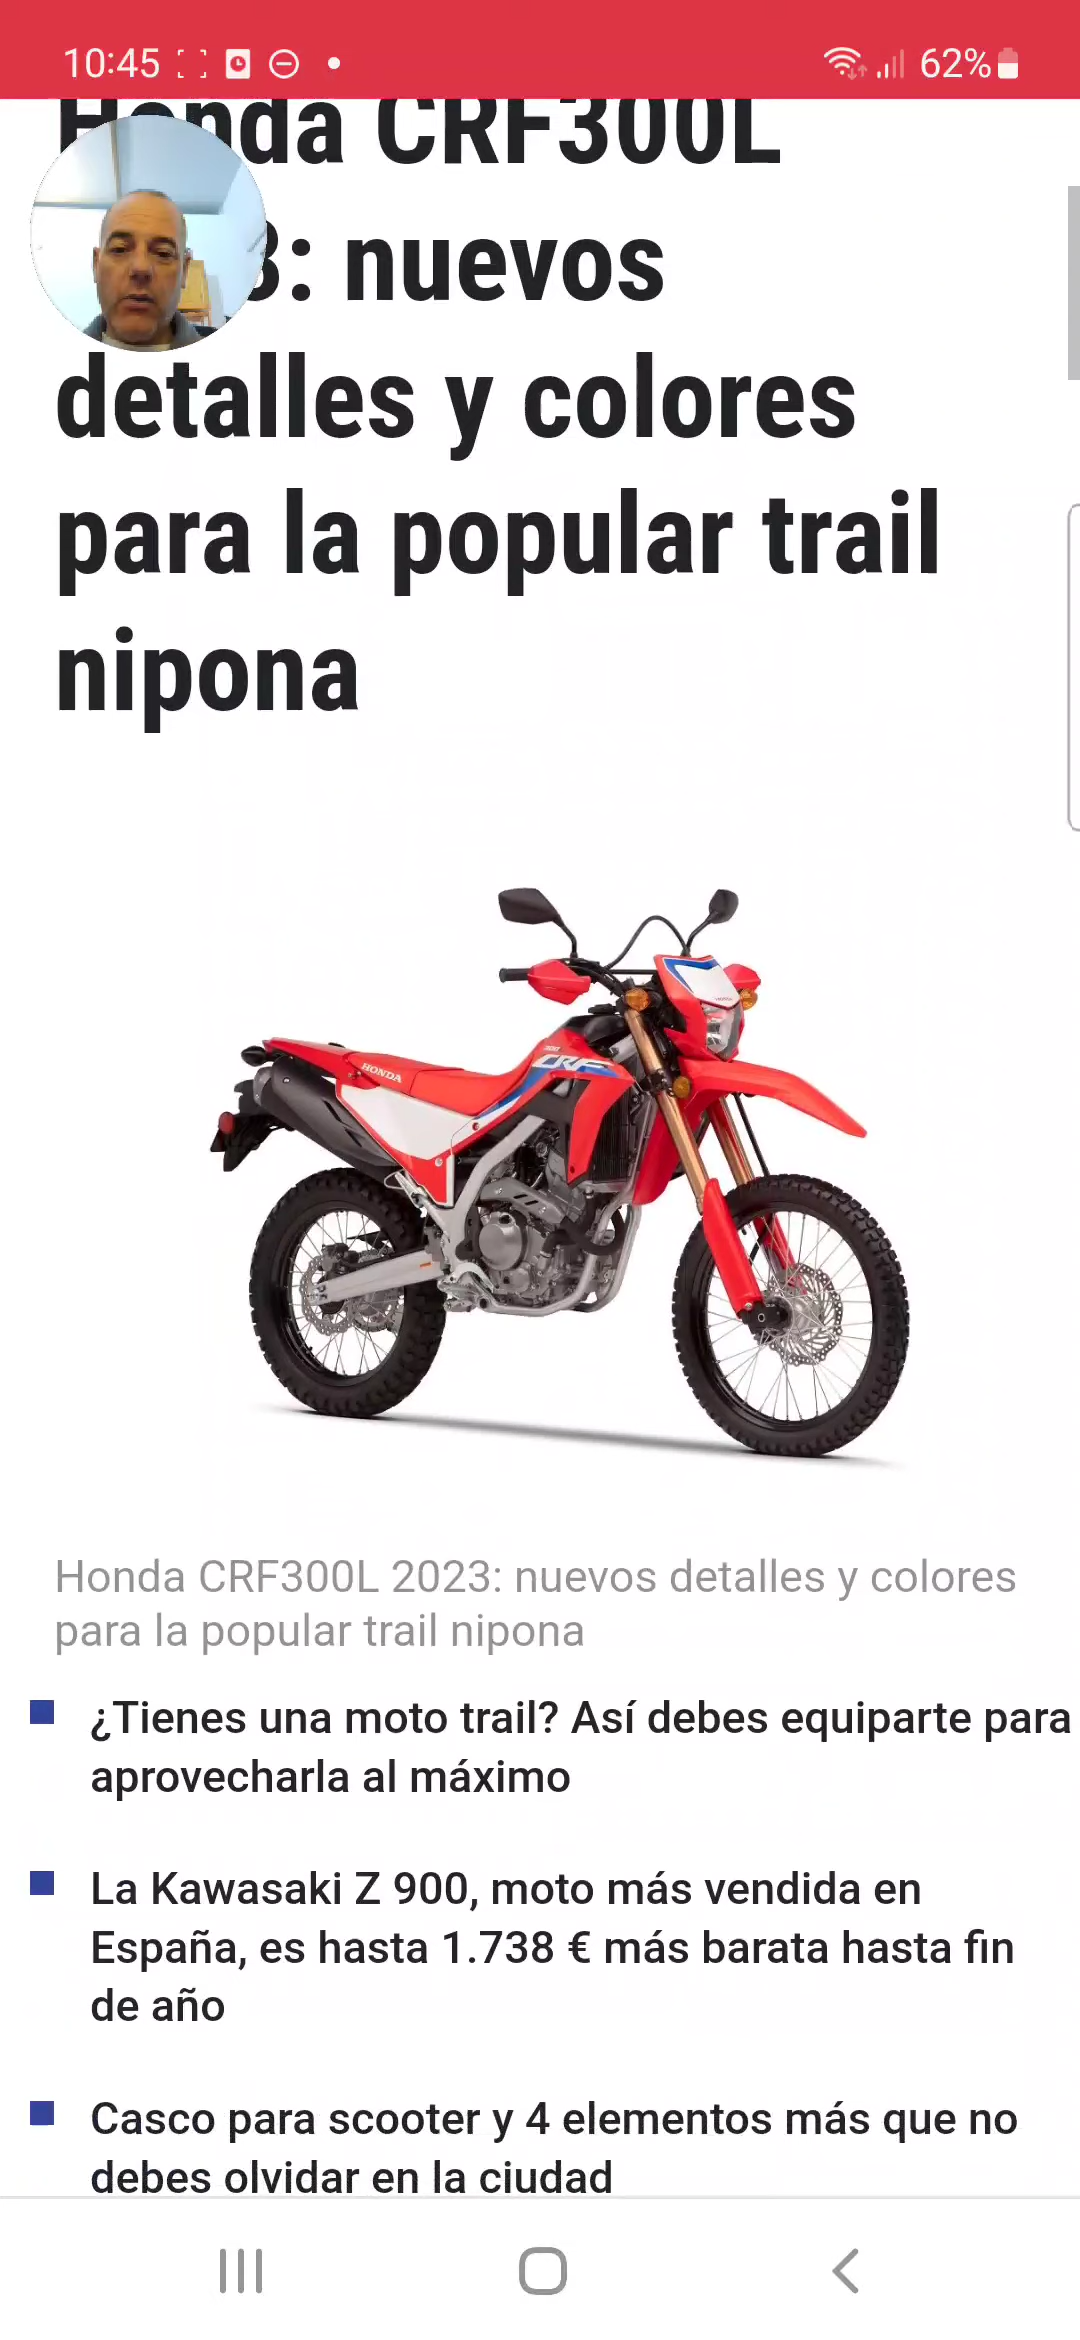 10:45
62%
Honda CRF300L
3: nuevos
detalles y colores
para la popular trail
nipona
HONDA
CRF
Honda CRF300L 2023: nuevos detalles y colores
para la popular trail nipona
¿Tienes una moto trail? Así debes equiparte para
aprovecharla al máximo
La Kawasaki Z 900, moto más vendida en
España, es hasta 1.738 € más barata hasta fin
de año
Casco para scooter y 4 elementos más que no
debes olvidar en la ciudad